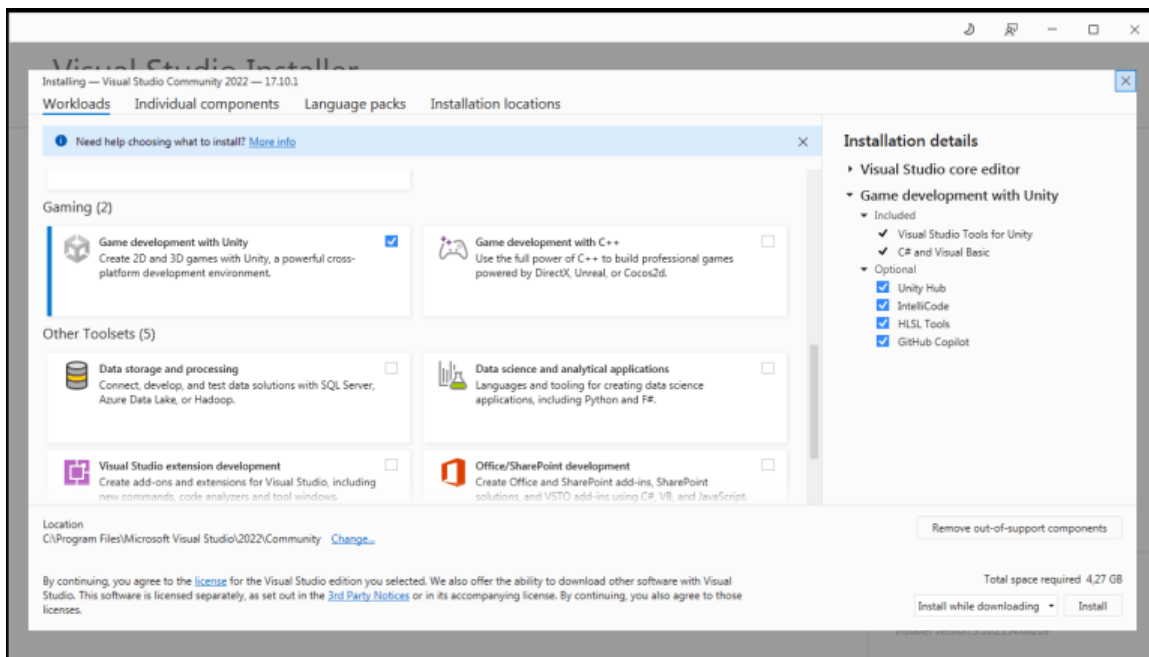 Visual Studio Installer
Installing — Visual Studio Community 2022 — 17.10.1
Workloads Individual components Language packs Installation locations
Need help choosing what to install? More info
Gaming (2)
Game development with Unity
Create 2D and 3D games with Unity, a powerful cross-
platform development environment.
Game development with C++
Use the full power of C++ to build professional games
powered by DirectX, Unreal, or Cocos2d.
Other Toolsets (5)
Data storage and processing
Connect, develop, and test data solutions with SQL Server,
Azure Data Lake, or Hadoop.
Data science and analytical applications
Languages and tooling for creating data science
applications, including Python and F#.
Visual Studio extension development
Create add-ons and extensions for Visual Studio, including
new commands, code analyzers and tool windows.
Office/SharePoint development
Create Office and SharePoint add-ins, SharePoint
solutions, and VSTO add-ins using C#, VB, and JavaScript.
Installation details
Visual Studio core editor
Game development with Unity
Included
Visual Studio Tools for Unity
C# and Visual Basic
Optional
Unity Hub
IntelliCode
HLSL Tools
GitHub Copilot
Location
C:\Program Files\Microsoft Visual Studio\2022\Community Change...
Remove out-of-support components
By continuing, you agree to the license for the Visual Studio edition you selected. We also offer the ability to download other software with Visual
Studio. This software is licensed separately, as set out in the 3rd Party Notices or in its accompanying license. By continuing, you also agree to those
licenses.
Total space required 4,27 GB
Install while downloading Install